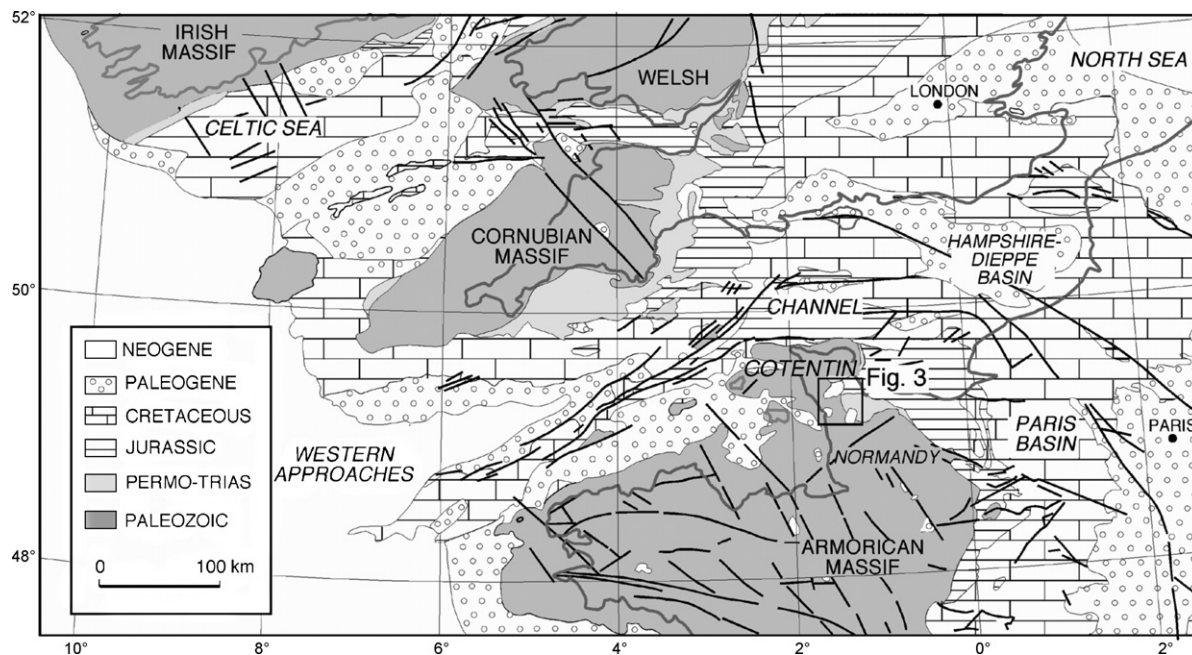 52°
IRISH
MASSIF
WELSH
NORTH SEA
LONDON
CELTIC SEA
CORNUBIAN
MASSIF
HAMPSHIRE-
DIEPPE
BASIN
50°
CHANNEL
NEOGENE
PALEOGENE
CRETACEOUS
JURASSIC
PERMO-TRIAS
PALEOZOIC
0 100 km
COTENTIN
Fig. 3
PARIS
BASIN
PARIS
WESTERN
APPROACHES
NORMANDY
ARMORICAN
MASSIF
48°
10° 8° 6° 4° 2° 0° 2°